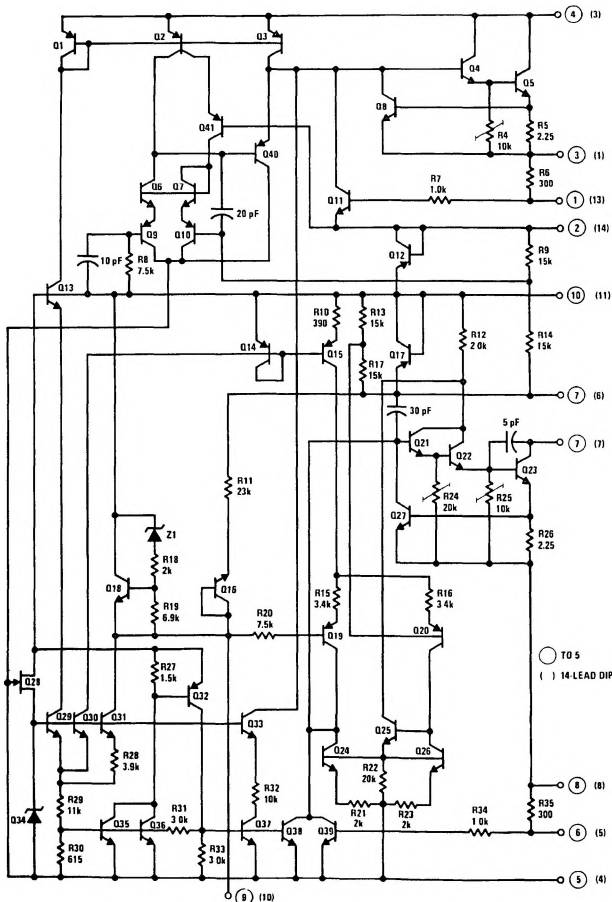 4 (3)
Q1
Q2
Q3
Q4
Q5
Q8
R4
10k
R5
2.25
Q41
Q40
3 (1)
R7
1.0k
R6
300
Q6
Q7
Q11
1 (13)
20 pF
2 (14)
Q9
Q10
10 pF
R8
7.5k
Q12
R9
15k
Q13
10 (11)
R10
390
R13
15k
Q14
Q15
Q17
R12
2 0k
R14
15k
R17
15k
7 (6)
30 pF
5 pF
7 (7)
Q21
Q22
Q23
R11
23k
R24
20k
R25
10k
Z1
Q27
R26
2.25
R18
2k
Q18
R19
6.9k
Q16
R15
3.4k
R16
3 4k
R20
7.5k
Q19
Q20
TO 5
( ) 14-LEAD DIP
Q28
R27
1.5k
Q32
Q29
Q30
Q31
Q33
Q25
Q24
Q26
R28
3.9k
R22
20k
8 (8)
Q34
R29
11k
R32
10k
R21
2k
R23
2k
R35
300
R31
3 0k
R34
1 0k
6 (5)
R30
615
Q35
Q36
R33
3 0k
Q37
Q38
Q39
5 (4)
9 (10)